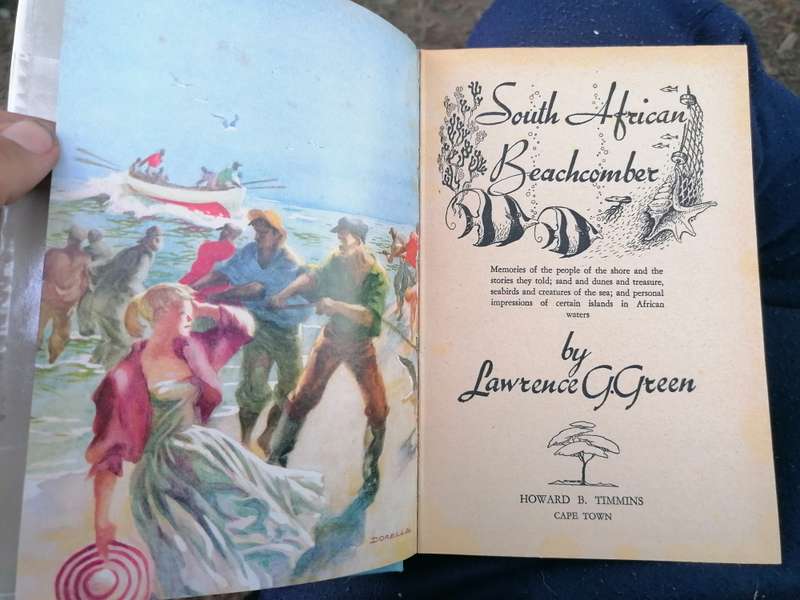 DORELLA
South African
Beachcomber
Memories of the people of the shore and the
stories they told; sand and dunes and treasure,
seabirds and creatures of the sea; and personal
impressions of certain islands in African
waters
by
Lawrence G. Green
HOWARD B. TIMMINS
CAPE TOWN